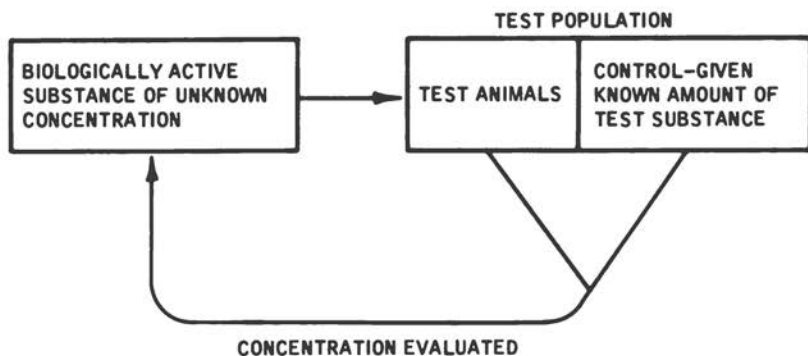 TEST POPULATION
BIOLOGICALLY ACTIVE
SUBSTANCE OF UNKNOWN
CONCENTRATION
TEST ANIMALS
CONTROL-GIVEN
KNOWN AMOUNT OF
TEST SUBSTANCE
CONCENTRATION EVALUATED